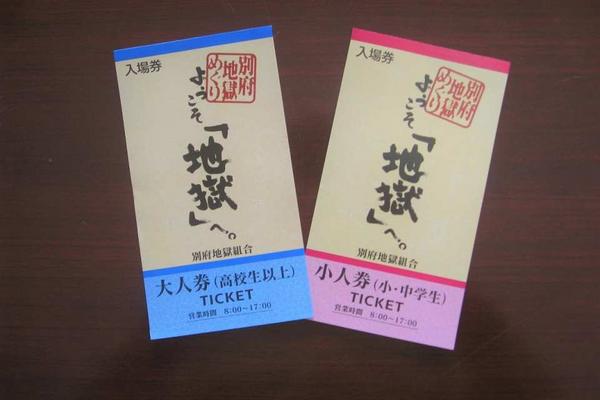 入場券
別府
地獄
めぐり
ようこそ
「地獄」へ。
別府地獄組合
大人券(高校生以上)
TICKET
営業時間 8:00~17:00
入場券
別府
地獄
めぐり
ようこそ
「地獄」へ。
別府地獄組合
小人券(小・中学生)
TICKET
営業時間 8:00~17:00